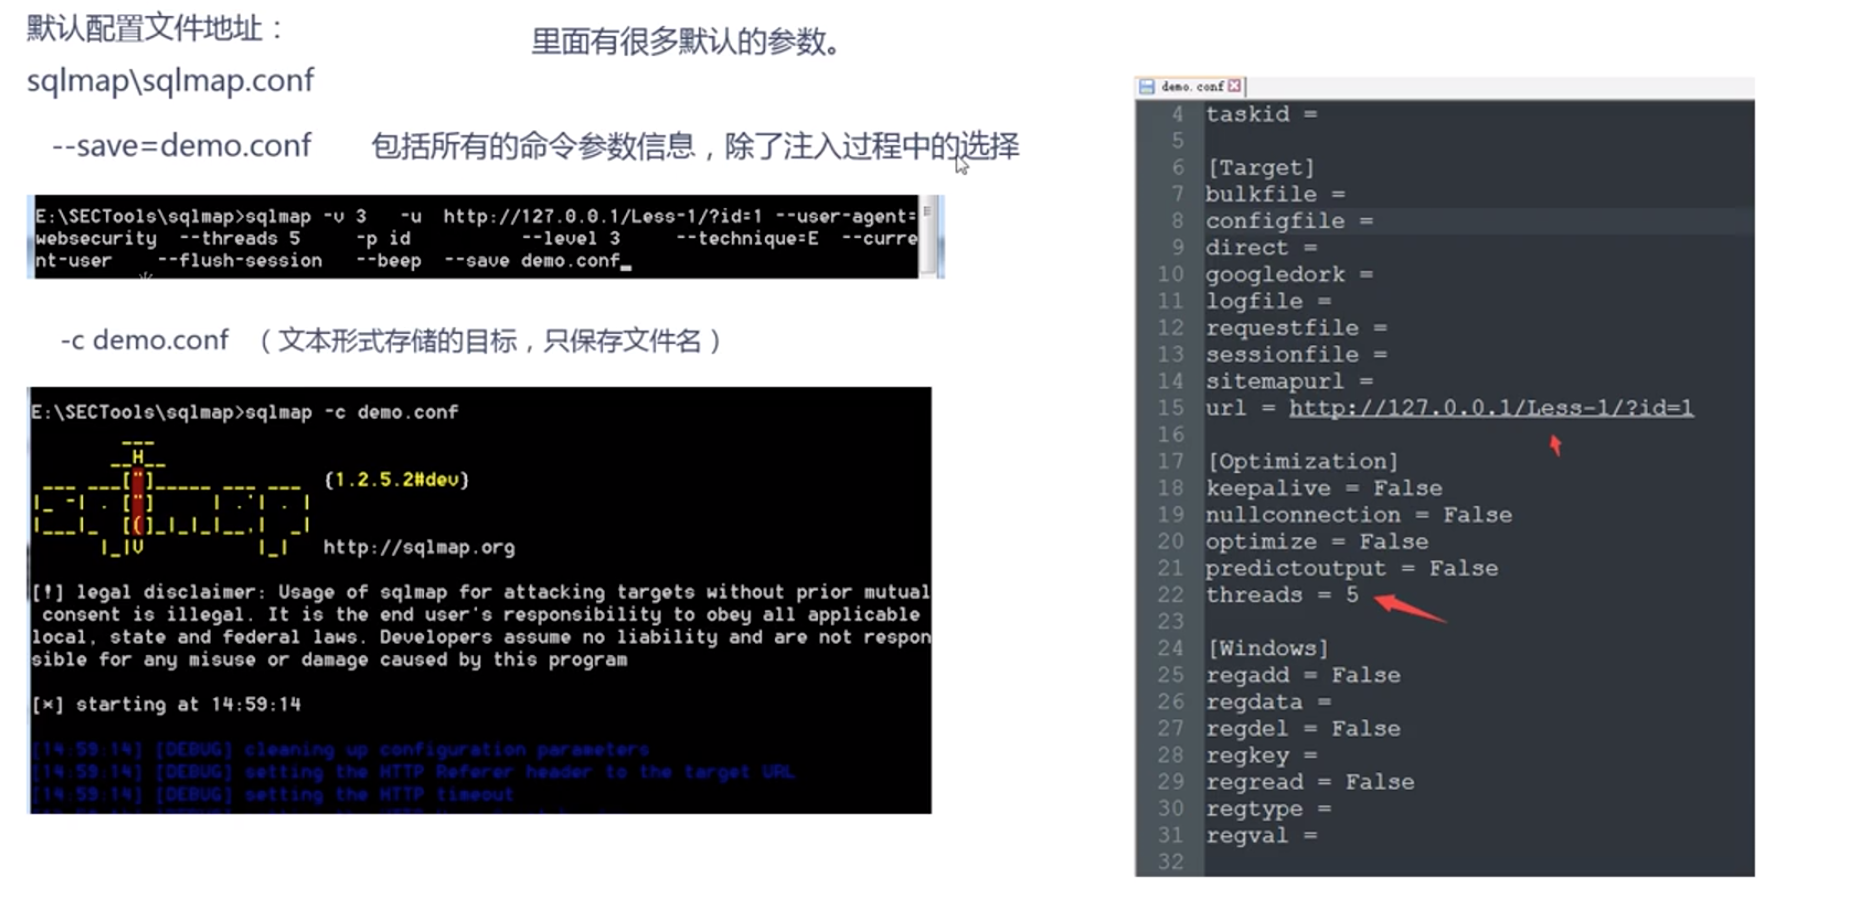 默认配置文件地址：
里面有很多默认的参数。
sqlmap\sqlmap.conf
--save=demo.conf 包括所有的命令参数信息，除了注入过程中的选择
E:\SECTools\sqlmap>sqlmap -v 3 -u http://127.0.0.1/Less-1/?id=1 --user-agent=
websecurity --threads 5 -p id --level 3 --technique=E --curre
nt-user --flush-session --beep --save demo.conf_
-c demo.conf （文本形式存储的目标，只保存文件名）
E:\SECTools\sqlmap>sqlmap -c demo.conf
{1.2.5.2#dev}
http://sqlmap.org
[!] legal disclaimer: Usage of sqlmap for attacking targets without prior mutual
consent is illegal. It is the end user's responsibility to obey all applicable
local, state and federal laws. Developers assume no liability and are not respon
sible for any misuse or damage caused by this program
[*] starting at 14:59:14
[14:59:14] [DEBUG] cleaning up configuration parameters
[14:59:14] [DEBUG] setting the HTTP Referer header to the target URL
[14:59:14] [DEBUG] setting the HTTP timeout
demo.conf
4 taskid =
5
6 [Target]
7 bulkfile =
8 configfile =
9 direct =
10 googledork =
11 logfile =
12 requestfile =
13 sessionfile =
14 sitemapurl =
15 url = http://127.0.0.1/Less-1/?id=1
16
17 [Optimization]
18 keepalive = False
19 nullconnection = False
20 optimize = False
21 predictoutput = False
22 threads = 5
23
24 [Windows]
25 regadd = False
26 regdata =
27 regdel = False
28 regkey =
29 regread = False
30 regtype =
31 regval =
32